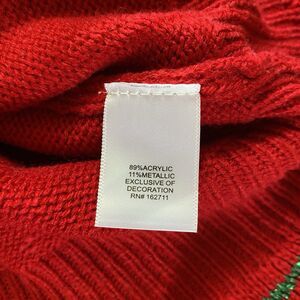 89%ACRYLIC
11%METALLIC
EXCLUSIVE OF
DECORATION
RN# 162711